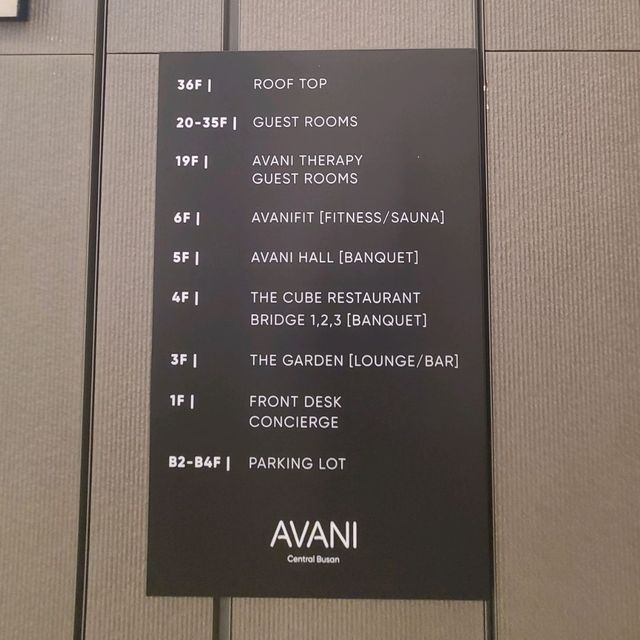 36F | ROOF TOP
20-35F | GUEST ROOMS
19F | AVANI THERAPY
GUEST ROOMS
6F | AVANIFIT [FITNESS/SAUNA]
5F | AVANI HALL [BANQUET]
4F | THE CUBE RESTAURANT
BRIDGE 1,2,3 [BANQUET]
3F | THE GARDEN [LOUNGE/BAR]
1F | FRONT DESK
CONCIERGE
B2-B4F | PARKING LOT
AVANI
Central Busan